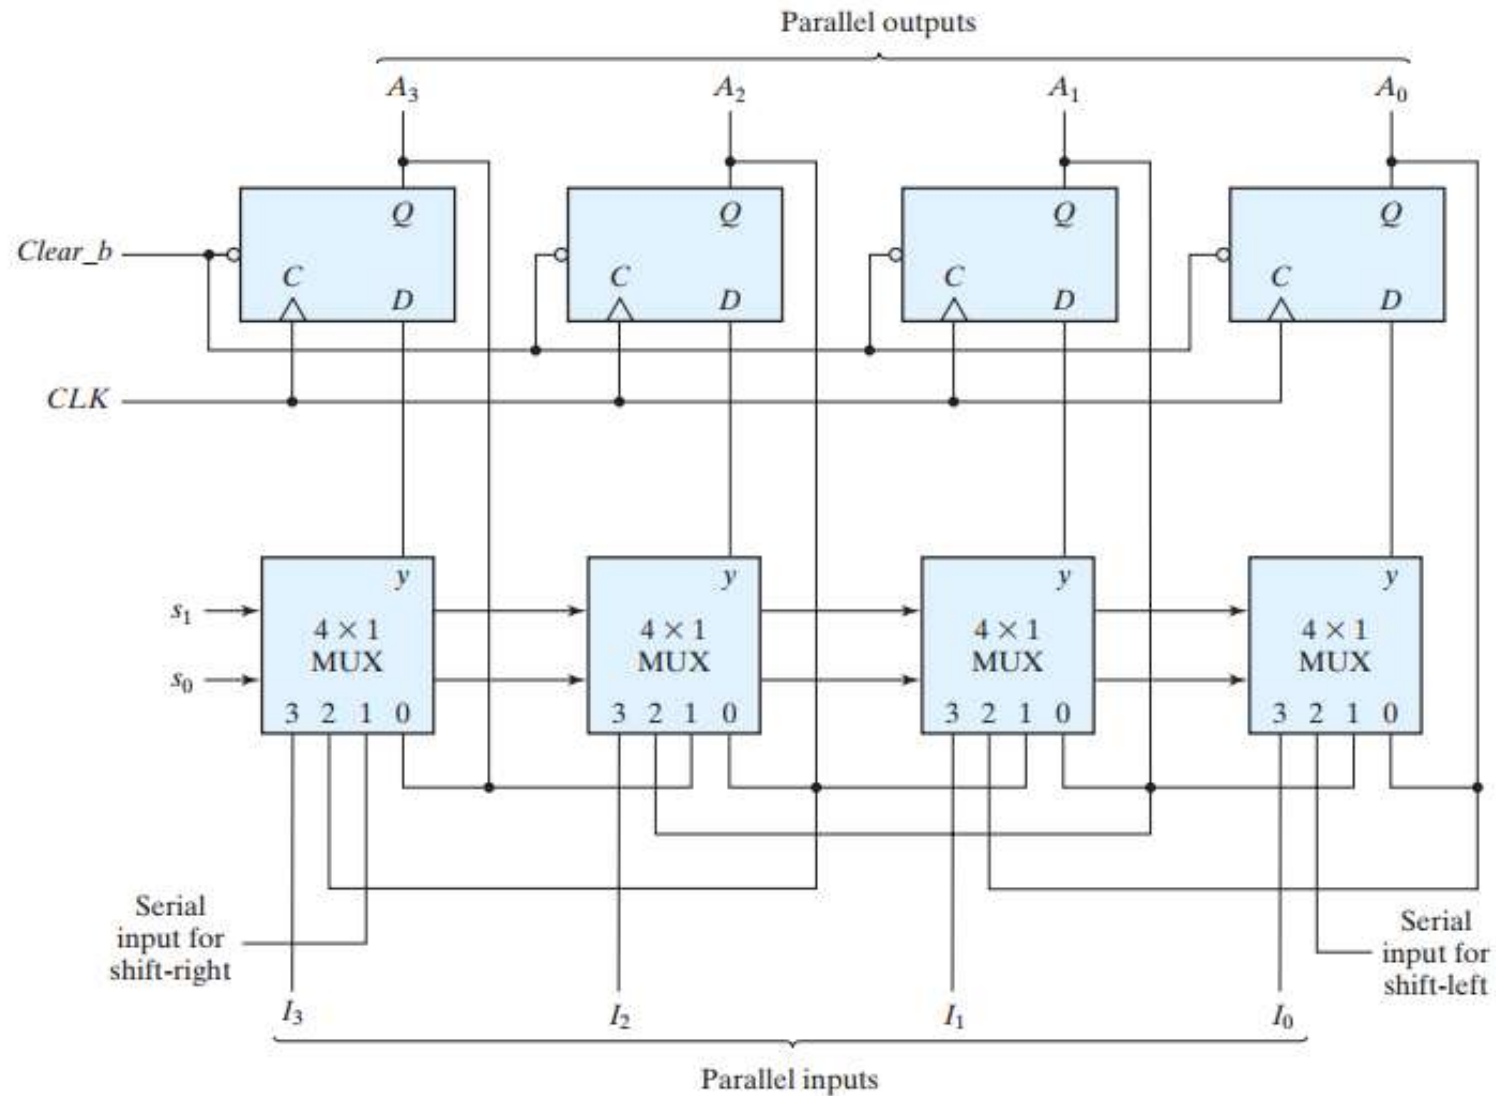 Parallel outputs
A3 A2 A1 A0
Q Q Q Q
Clear_b
C C C C
D D D D
CLK
y y y y
s1
4 × 1 4 × 1 4 × 1 4 × 1
MUX MUX MUX MUX
s0
3 2 1 0 3 2 1 0 3 2 1 0 3 2 1 0
Serial
input for
shift-right
Serial
input for
shift-left
I3 I2 I1 I0
Parallel inputs